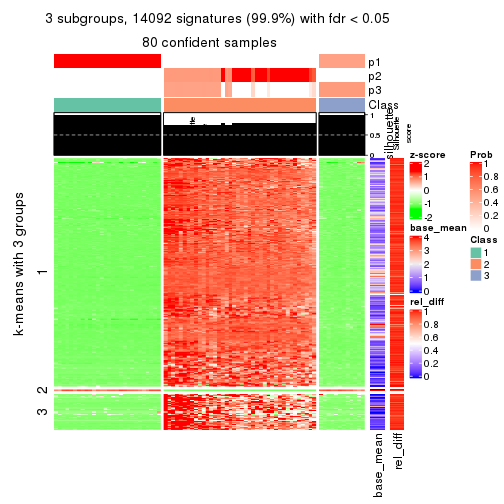 3 subgroups, 14092 signatures (99.9%) with fdr < 0.05
80 confident samples
p1
p2
p3
Class
1
0.5
0
silhouette
Silhouette
score
k-means with 3 groups
1
2
3
base_mean
rel_diff
z-score
2
1
0
-1
-2
base_mean
4
3
2
1
0
rel_diff
1
0.8
0.6
0.4
0.2
0
Prob
1
0.8
0.6
0.4
0.2
0
Class
1
2
3